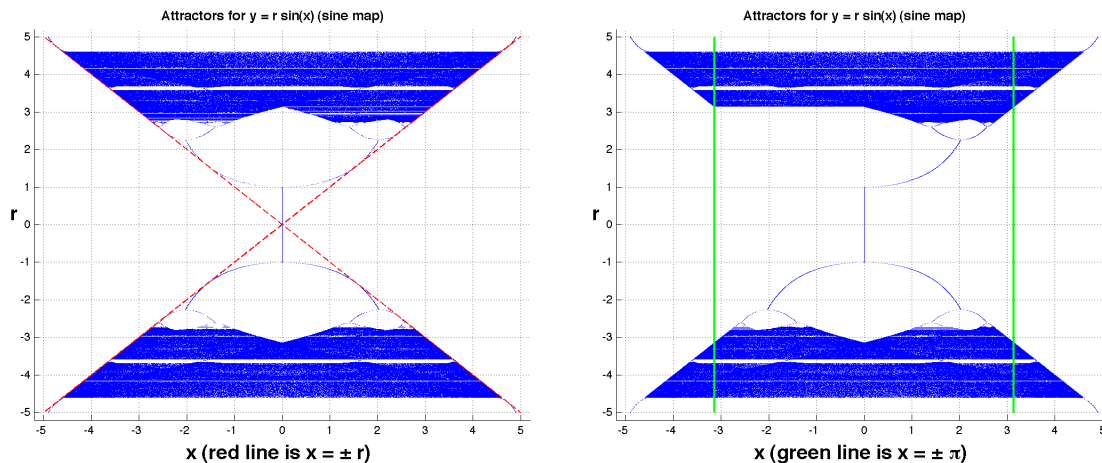 Attractors for y = r sin(x) (sine map)
5
4
3
2
1
r
0
-1
-2
-3
-4
-5
-5 -4 -3 -2 -1 0 1 2 3 4 5
x (red line is x = ± r)
Attractors for y = r sin(x) (sine map)
5
4
3
2
1
r
0
-1
-2
-3
-4
-5
-5 -4 -3 -2 -1 0 1 2 3 4 5
x (green line is x = ± π)